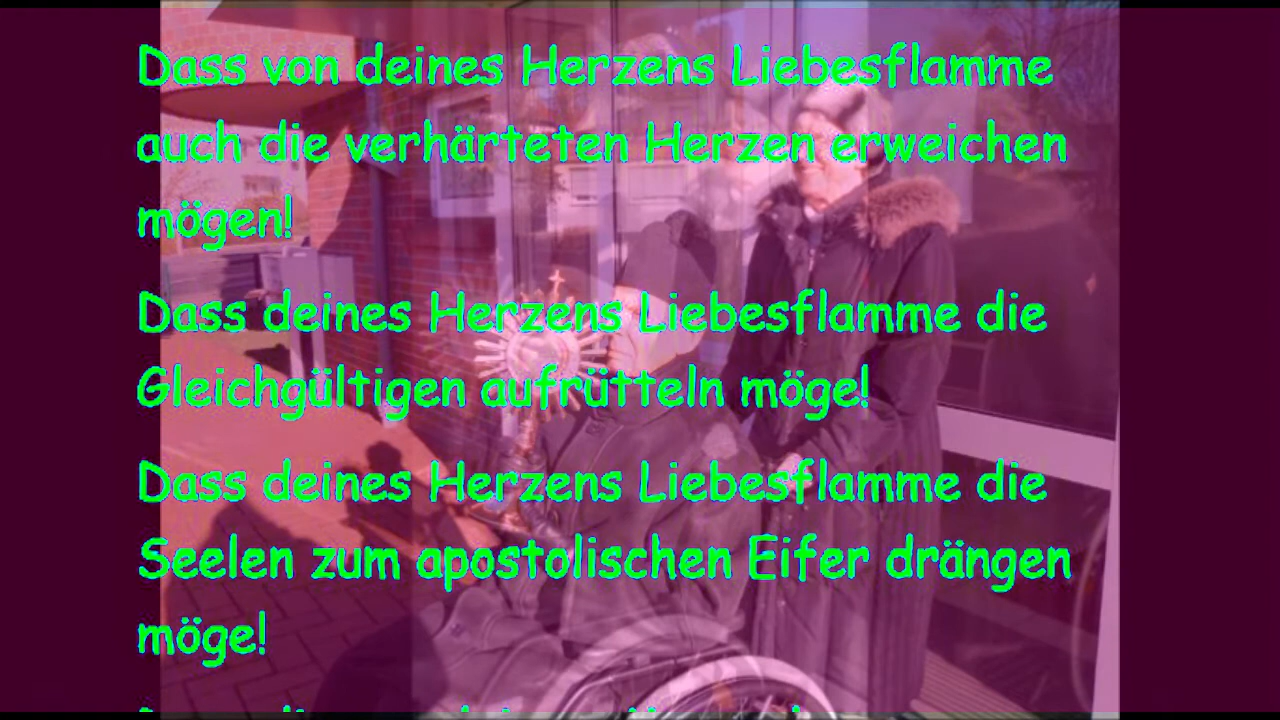 Dass von deines Herzens Liebesflamme
auch die verhärteten Herzen erweichen
mögen!
Dass deines Herzens Liebesflamme die
Gleichgültigen aufrütteln möge!
Dass deines Herzens Liebesflamme die
Seelen zum apostolischen Eifer drängen
möge!